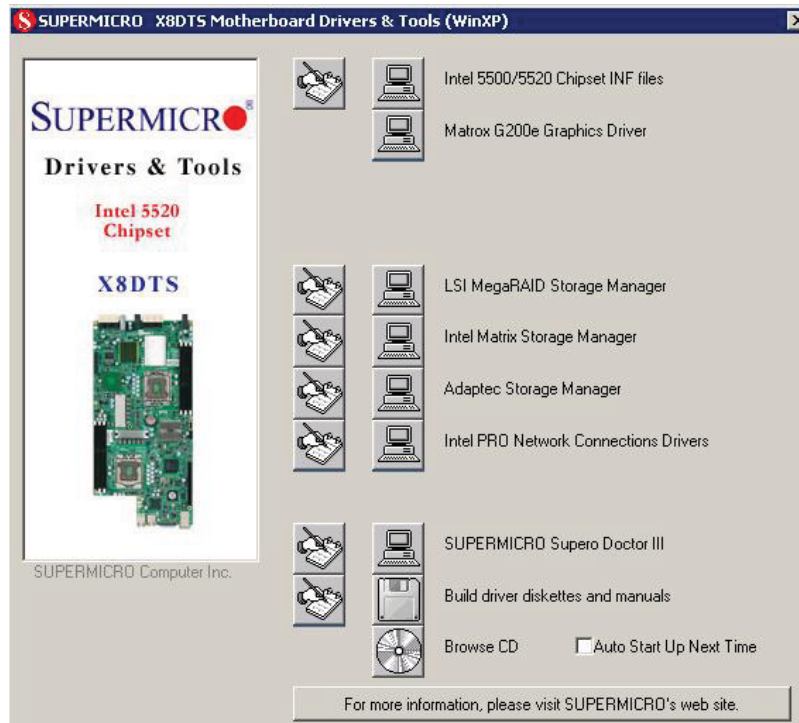 SUPERMICRO X8DTS Motherboard Drivers & Tools (WinXP)
SUPERMICRO®
Drivers & Tools
Intel 5520
Chipset
X8DTS
SUPERMICRO Computer Inc.
Intel 5500/5520 Chipset INF files
Matrox G200e Graphics Driver
LSI MegaRAID Storage Manager
Intel Matrix Storage Manager
Adaptec Storage Manager
Intel PRO Network Connections Drivers
SUPERMICRO Supero Doctor III
Build driver diskettes and manuals
Browse CD Auto Start Up Next Time
For more information, please visit SUPERMICRO's web site.